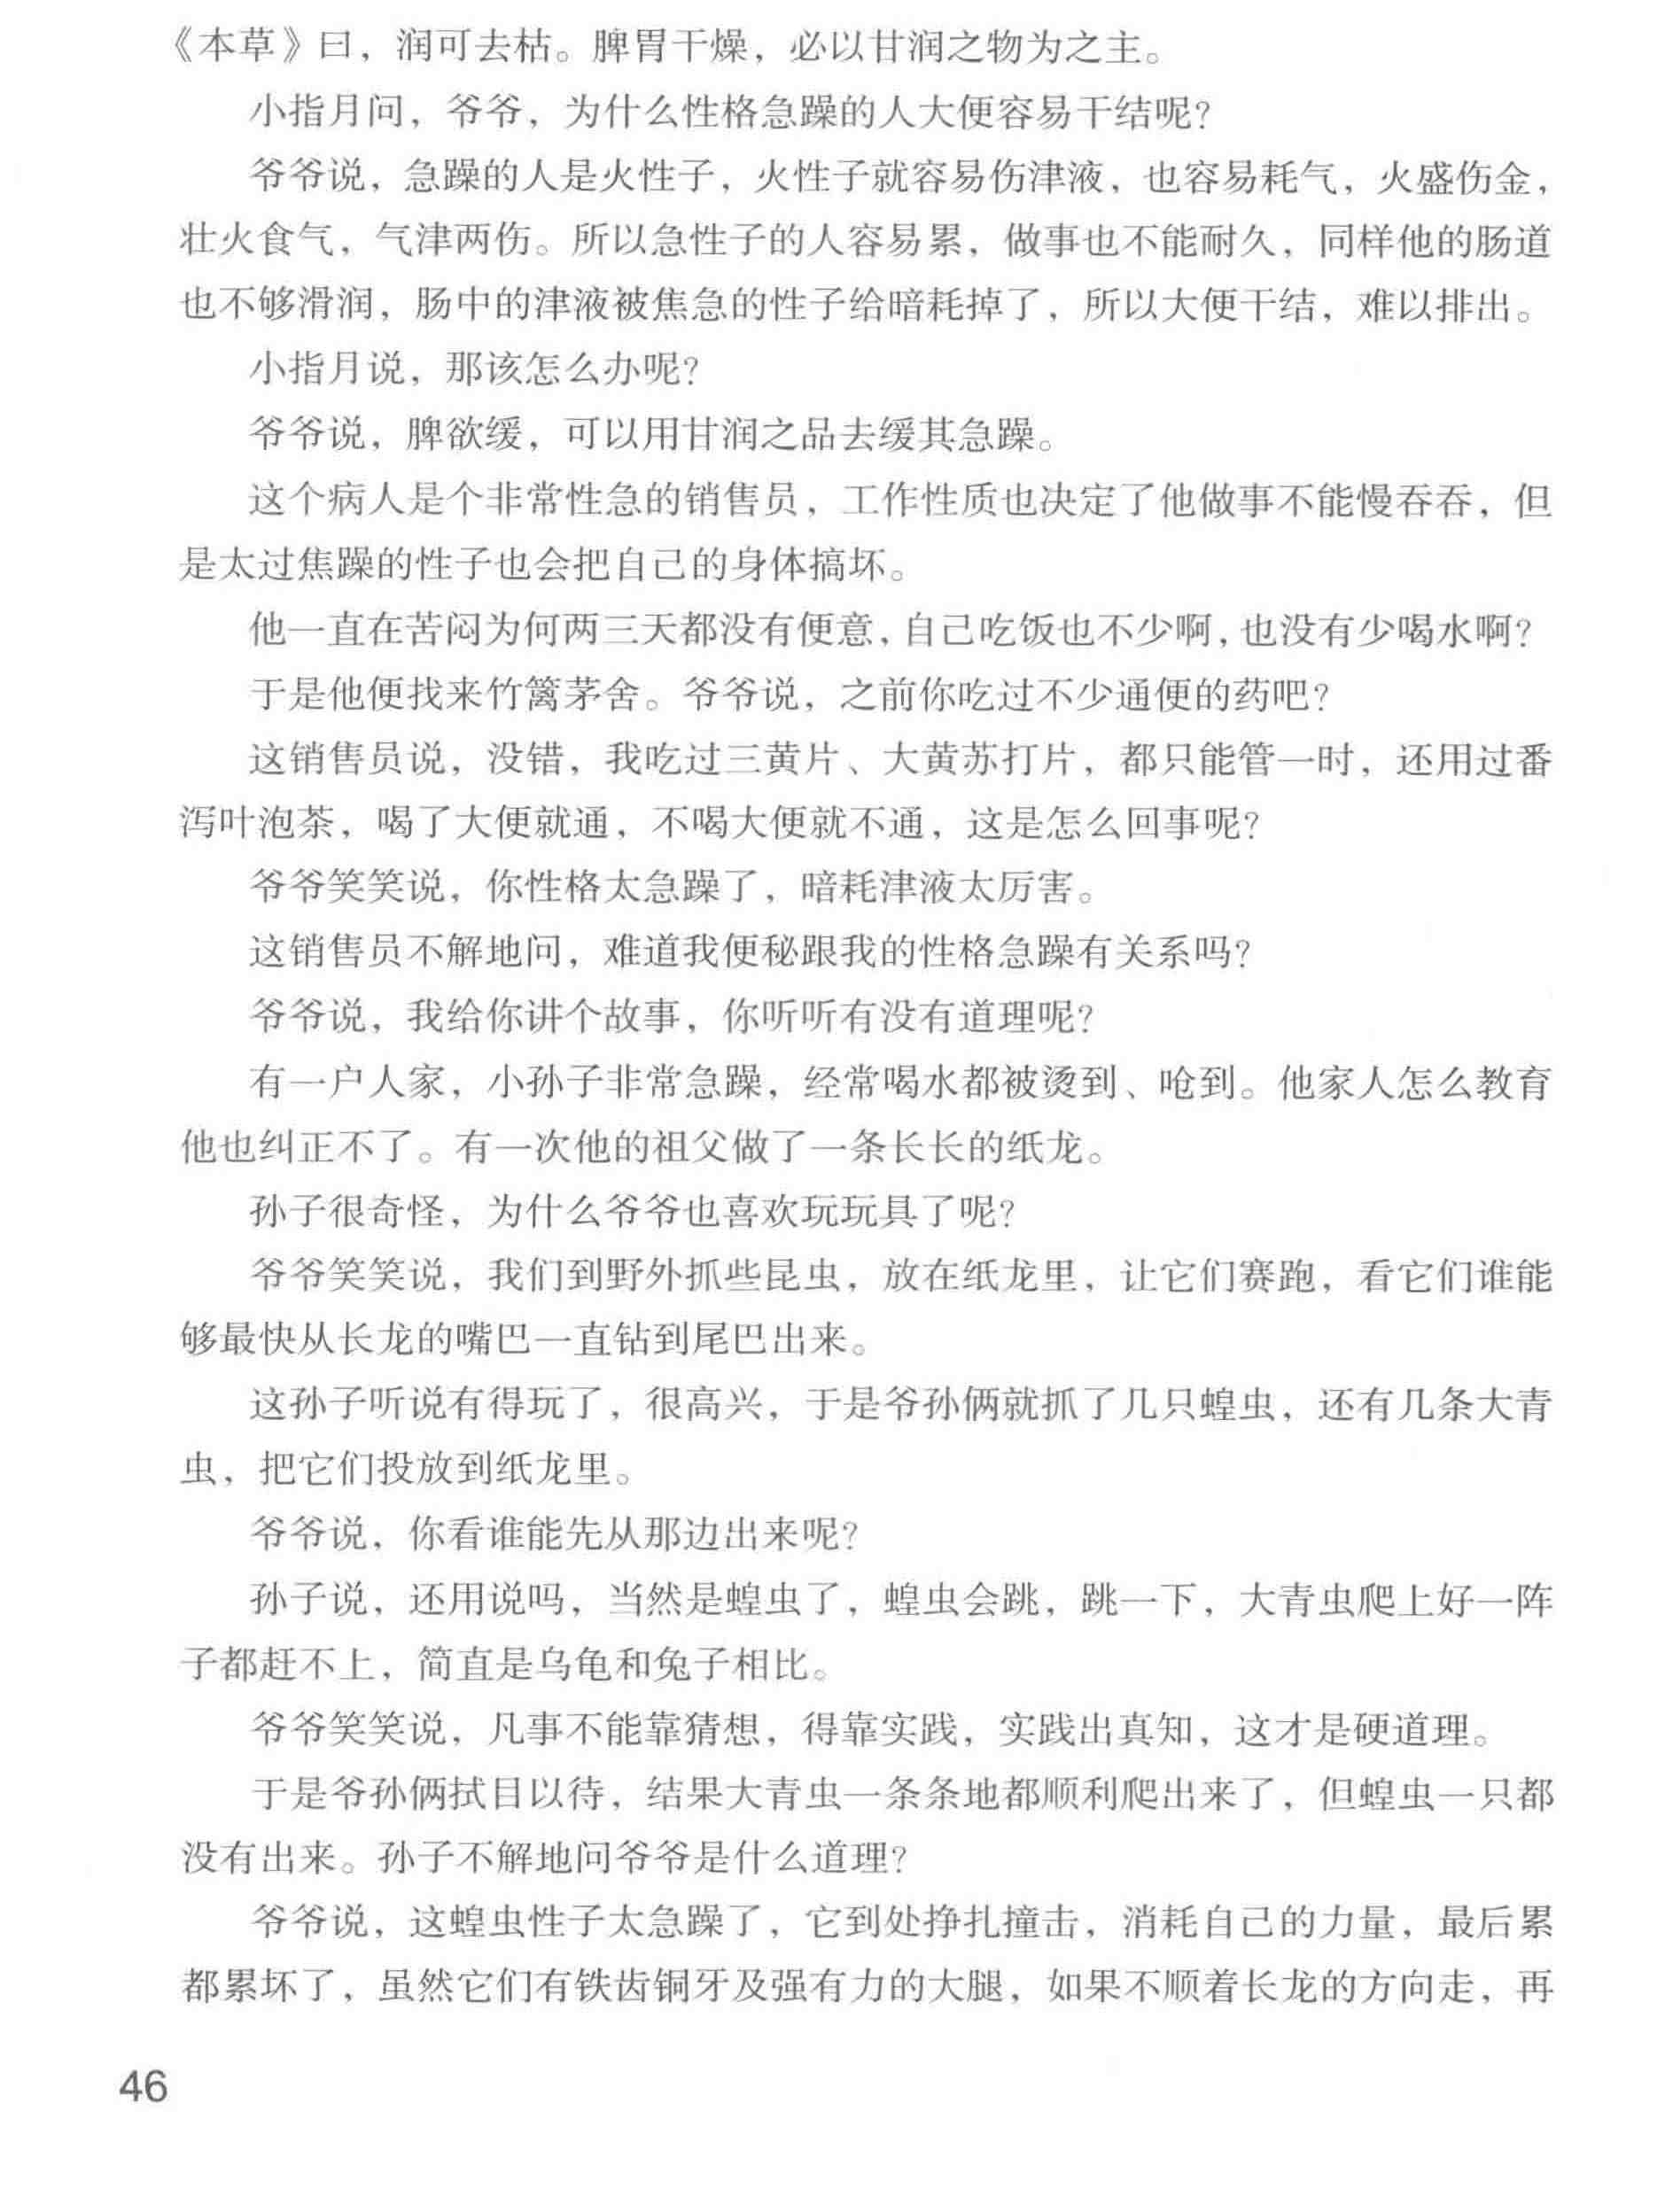 《本草》曰，润可去枯。脾胃干燥，必以甘润之物为之主。
小指月问，爷爷，为什么性格急躁的人大便容易干结呢？
爷爷说，急躁的人是火性子，火性子就容易伤津液，也容易耗气，火盛伤金，
壮火食气，气津两伤。所以急性子的人容易累，做事也不能耐久，同样他的肠道
也不够滑润，肠中的津液被焦急的性子给暗耗掉了，所以大便干结，难以排出。
小指月说，那该怎么办呢？
爷爷说，脾欲缓，可以用甘润之品去缓其急躁。
这个病人是个非常性急的销售员，工作性质也决定了他做事不能慢吞吞，但
是太过焦躁的性子也会把自己的身体搞坏。
他一直在苦闷为何两三天都没有便意，自己吃饭也不少啊，也没有少喝水啊？
于是他便找来竹篱茅舍。爷爷说，之前你吃过不少通便的药吧？
这销售员说，没错，我吃过三黄片、大黄苏打片，都只能管一时，还用过番
泻叶泡茶，喝了大便就通，不喝大便就不通，这是怎么回事呢？
爷爷笑笑说，你性格太急躁了，暗耗津液太厉害。
这销售员不解地问，难道我便秘跟我的性格急躁有关系吗？
爷爷说，我给你讲个故事，你听听有没有道理呢？
有一户人家，小孙子非常急躁，经常喝水都被烫到、呛到。他家人怎么教育
他也纠正不了。有一次他的祖父做了一条长长的纸龙。
孙子很奇怪，为什么爷爷也喜欢玩玩具了呢？
爷爷笑笑说，我们到野外抓些昆虫，放在纸龙里，让它们赛跑，看它们谁能
够最快从长龙的嘴巴一直钻到尾巴出来。
这孙子听说有得玩了，很高兴，于是爷孙俩就抓了几只蝗虫，还有几条大青
虫，把它们投放到纸龙里。
爷爷说，你看谁能先从那边出来呢？
孙子说，还用说吗，当然是蝗虫了，蝗虫会跳，跳一下，大青虫爬上好一阵
子都赶不上，简直是乌龟和兔子相比。
爷爷笑笑说，凡事不能靠猜想，得靠实践，实践出真知，这才是硬道理。
于是爷孙俩拭目以待，结果大青虫一条条地都顺利爬出来了，但蝗虫一只都
没有出来。孙子不解地问爷爷是什么道理？
爷爷说，这蝗虫性子太急躁了，它到处挣扎撞击，消耗自己的力量，最后累
都累坏了，虽然它们有铁齿铜牙及强有力的大腿，如果不顺着长龙的方向走，再
46